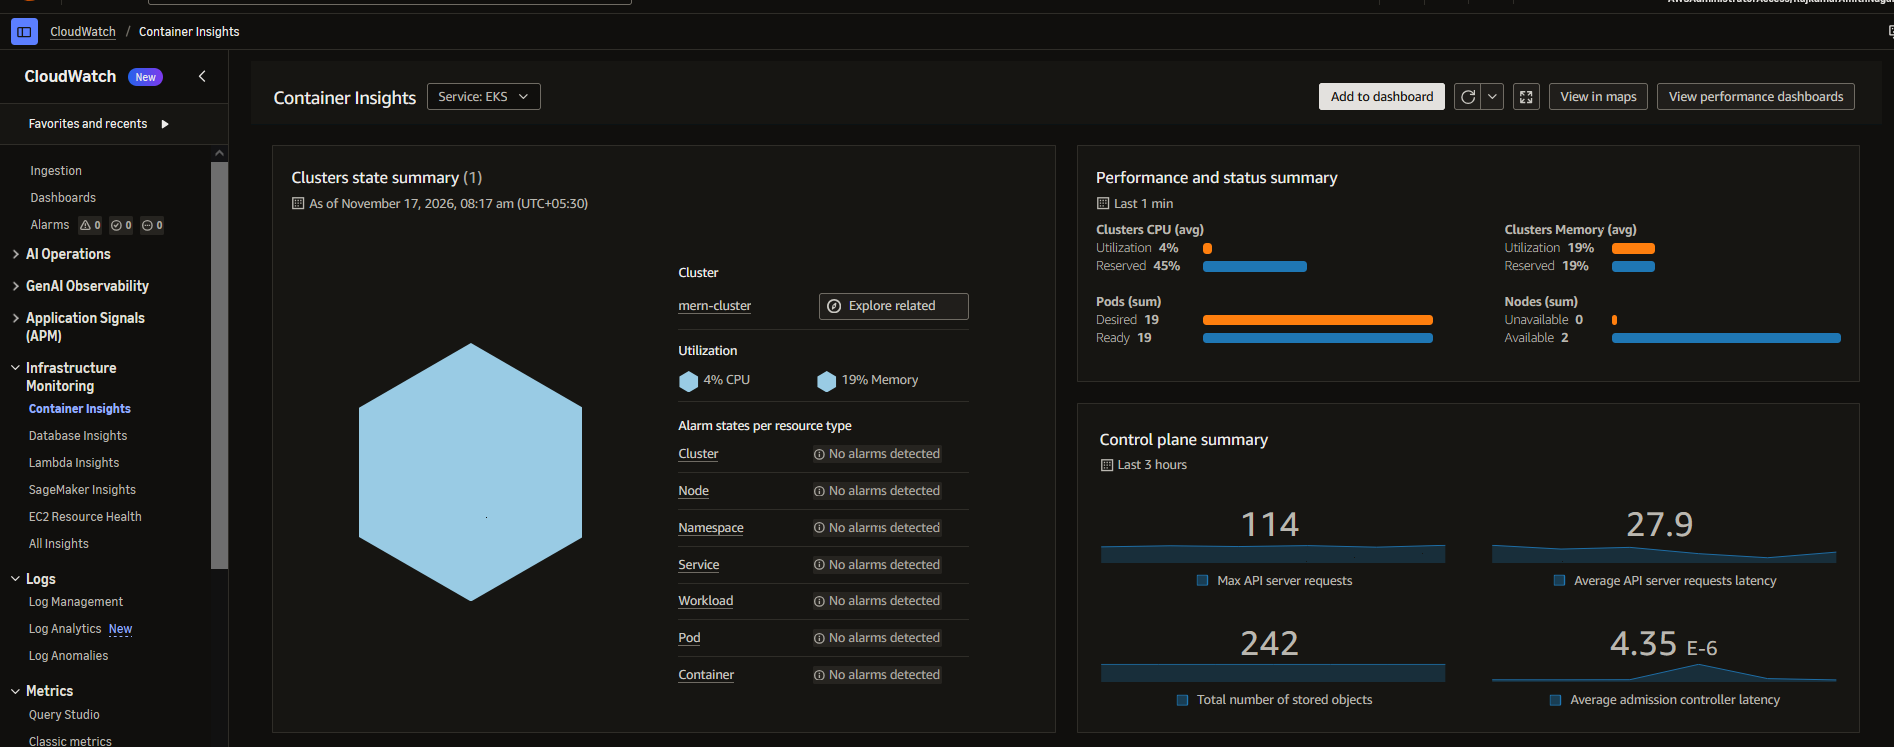 CloudWatch / Container Insights
CloudWatch New
Favorites and recents
Ingestion
Dashboards
Alarms 0 0 0
AI Operations
GenAI Observability
Application Signals
(APM)
Infrastructure
Monitoring
Container Insights
Database Insights
Lambda Insights
SageMaker Insights
EC2 Resource Health
All Insights
Logs
Log Management
Log Analytics New
Log Anomalies
Metrics
Query Studio
Classic metrics
Container Insights
Service: EKS
Add to dashboard
View in maps
View performance dashboards
Clusters state summary (1)
As of November 17, 2026, 08:17 am (UTC+05:30)
Cluster
mern-cluster
Explore related
Utilization
4% CPU
19% Memory
Alarm states per resource type
Cluster No alarms detected
Node No alarms detected
Namespace No alarms detected
Service No alarms detected
Workload No alarms detected
Pod No alarms detected
Container No alarms detected
Performance and status summary
Last 1 min
Clusters CPU (avg)
Utilization 4%
Reserved 45%
Clusters Memory (avg)
Utilization 19%
Reserved 19%
Pods (sum)
Desired 19
Ready 19
Nodes (sum)
Unavailable 0
Available 2
Control plane summary
Last 3 hours
114
Max API server requests
27.9
Average API server requests latency
242
Total number of stored objects
4.35 E-6
Average admission controller latency